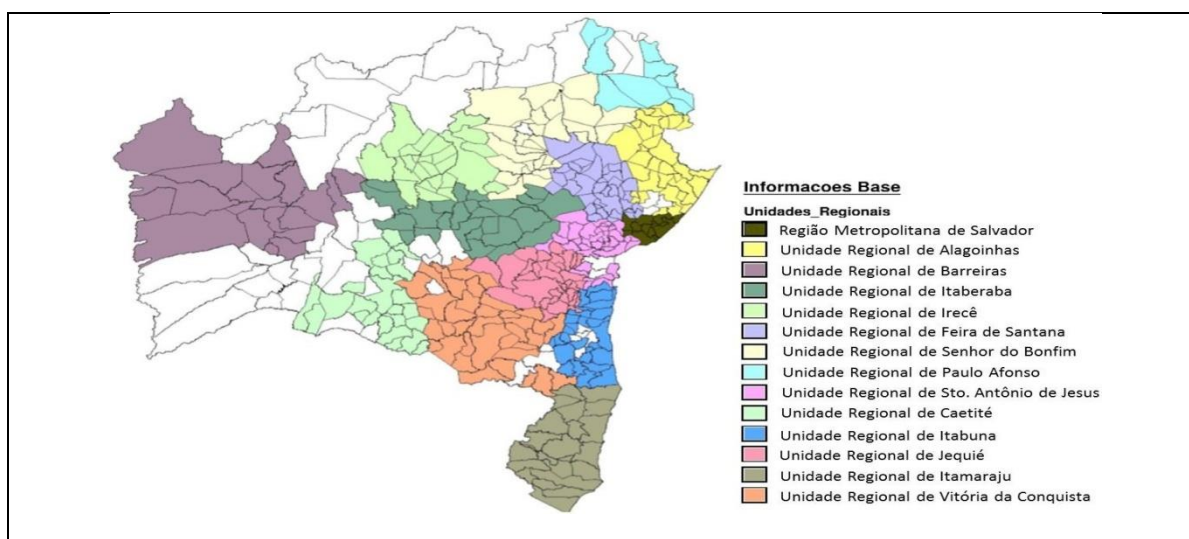 Informacoes Base
Unidades_Regionais
Região Metropolitana de Salvador
Unidade Regional de Alagoinhas
Unidade Regional de Barreiras
Unidade Regional de Itaberaba
Unidade Regional de Irecê
Unidade Regional de Feira de Santana
Unidade Regional de Senhor do Bonfim
Unidade Regional de Paulo Afonso
Unidade Regional de Sto. Antônio de Jesus
Unidade Regional de Caetité
Unidade Regional de Itabuna
Unidade Regional de Jequié
Unidade Regional de Itamaraju
Unidade Regional de Vitória da Conquista